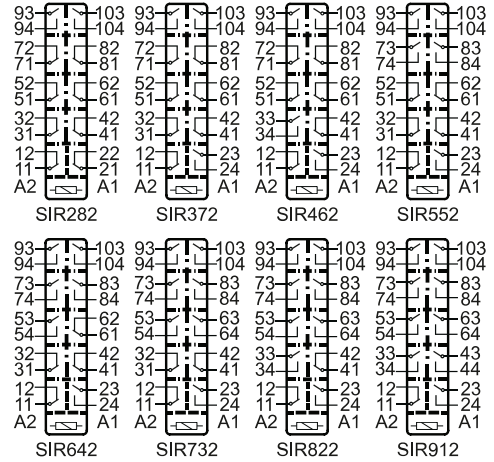 93 103 93 103 93 103 93 103
94 104 94 104 94 104 94 104
72 82 72 82 72 82 73 83
71 81 71 81 71 81 74 84
52 62 52 62 52 62 52 62
51 61 51 61 51 61 51 61
32 42 32 42 33 42 32 42
31 41 31 41 34 41 31 41
12 22 12 23 12 23 12 23
11 21 11 24 11 24 11 24
A2 A1 A2 A1 A2 A1 A2 A1
SIR282 SIR372 SIR462 SIR552
93 103 93 103 93 103 93 103
94 104 94 104 94 104 94 104
73 83 73 83 73 83 73 83
74 84 74 84 74 84 74 84
53 62 53 63 53 63 53 63
54 61 54 64 54 64 54 64
32 42 32 42 33 42 33 43
31 41 31 41 34 41 34 44
12 23 12 23 12 23 12 23
11 24 11 24 11 24 11 24
A2 A1 A2 A1 A2 A1 A2 A1
SIR642 SIR732 SIR822 SIR912